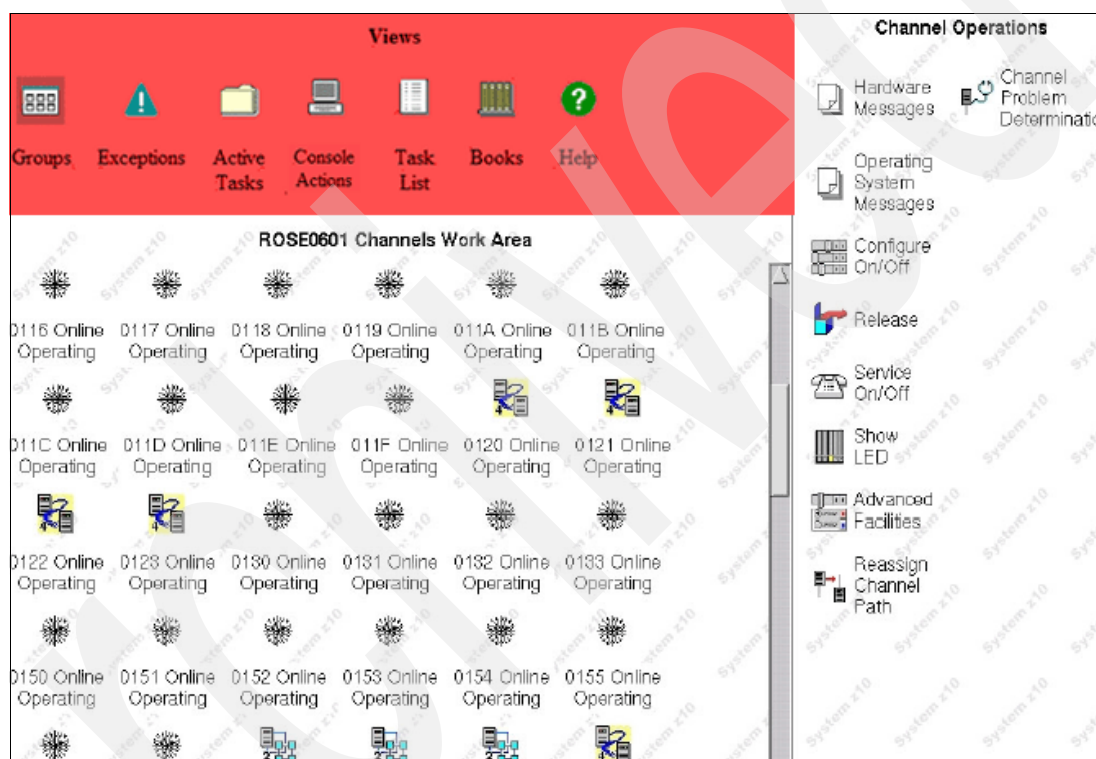 Views
Groups Exceptions Active Tasks Console Actions Task List Books Help
ROSE0601 Channels Work Area
0116 Online Operating
0117 Online Operating
0118 Online Operating
0119 Online Operating
011A Online Operating
011B Online Operating
011C Online Operating
011D Online Operating
011E Online Operating
011F Online Operating
0120 Online Operating
0121 Online Operating
0122 Online Operating
0123 Online Operating
0130 Online Operating
0131 Online Operating
0132 Online Operating
0133 Online Operating
0150 Online Operating
0151 Online Operating
0152 Online Operating
0153 Online Operating
0154 Online Operating
0155 Online Operating
Channel Operations
Hardware Messages
Channel Problem Determinatio
Operating System Messages
Configure On/Off
Release
Service On/Off
Show LED
Advanced Facilities
Reassign Channel Path
System z10